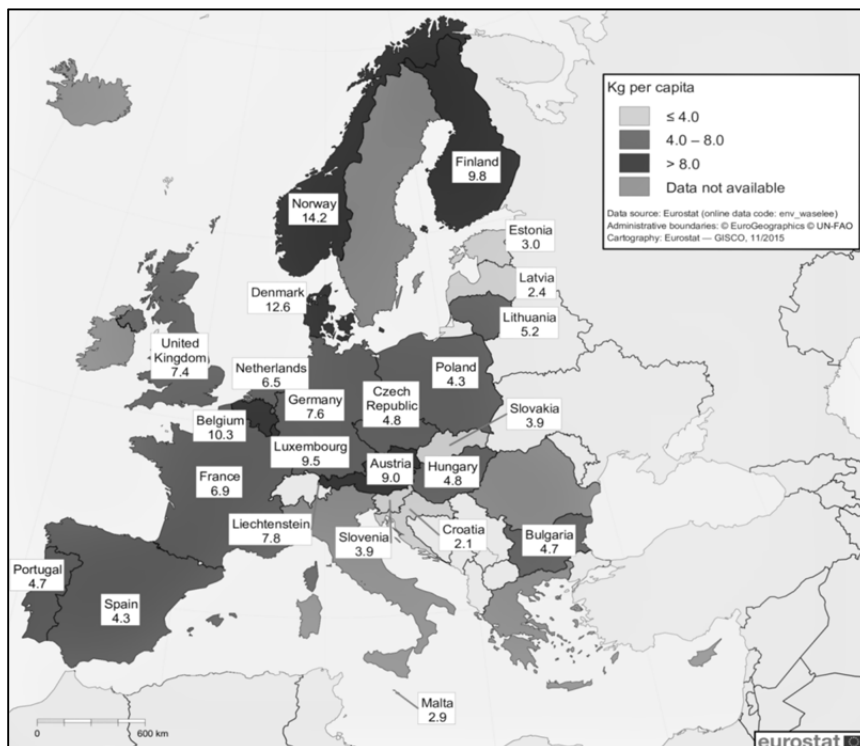 Kg per capita
≤ 4.0
4.0 – 8.0
> 8.0
Data not available
Data source: Eurostat (online data code: env_waselee)
Administrative boundaries: © EuroGeographics © UN-FAO
Cartography: Eurostat — GISCO, 11/2015
Finland
9.8
Norway
14.2
Estonia
3.0
Latvia
2.4
Denmark
12.6
Lithuania
5.2
United
Kingdom
7.4
Netherlands
6.5
Poland
4.3
Germany
7.6
Czech
Republic
4.8
Slovakia
3.9
Belgium
10.3
Luxembourg
9.5
Austria
9.0
Hungary
4.8
France
6.9
Liechtenstein
7.8
Slovenia
3.9
Croatia
2.1
Bulgaria
4.7
Portugal
4.7
Spain
4.3
Malta
2.9
0 600 km
eurostat